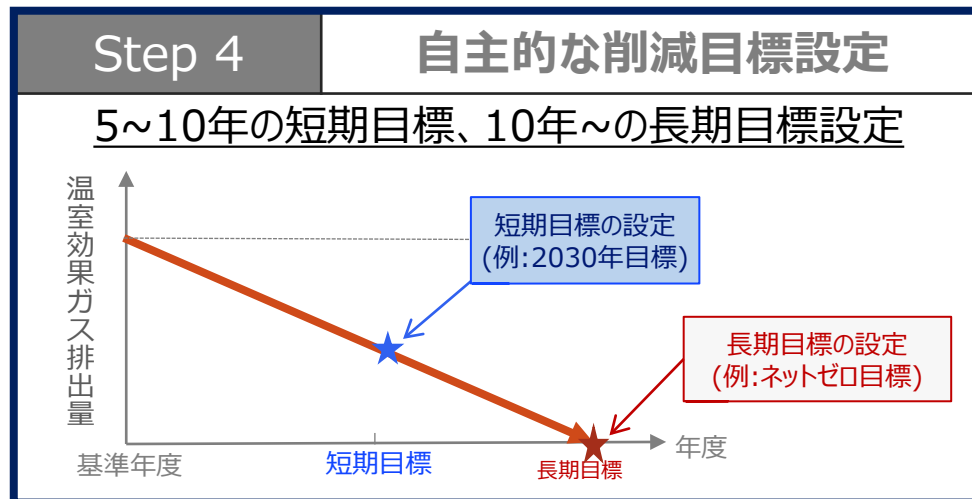 Step 4
自主的な削減目標設定
5~10年の短期目標、10年~の長期目標設定
温室効果ガス排出量
短期目標の設定
(例:2030年目標)
長期目標の設定
(例:ネットゼロ目標)
年度
基準年度
短期目標
長期目標